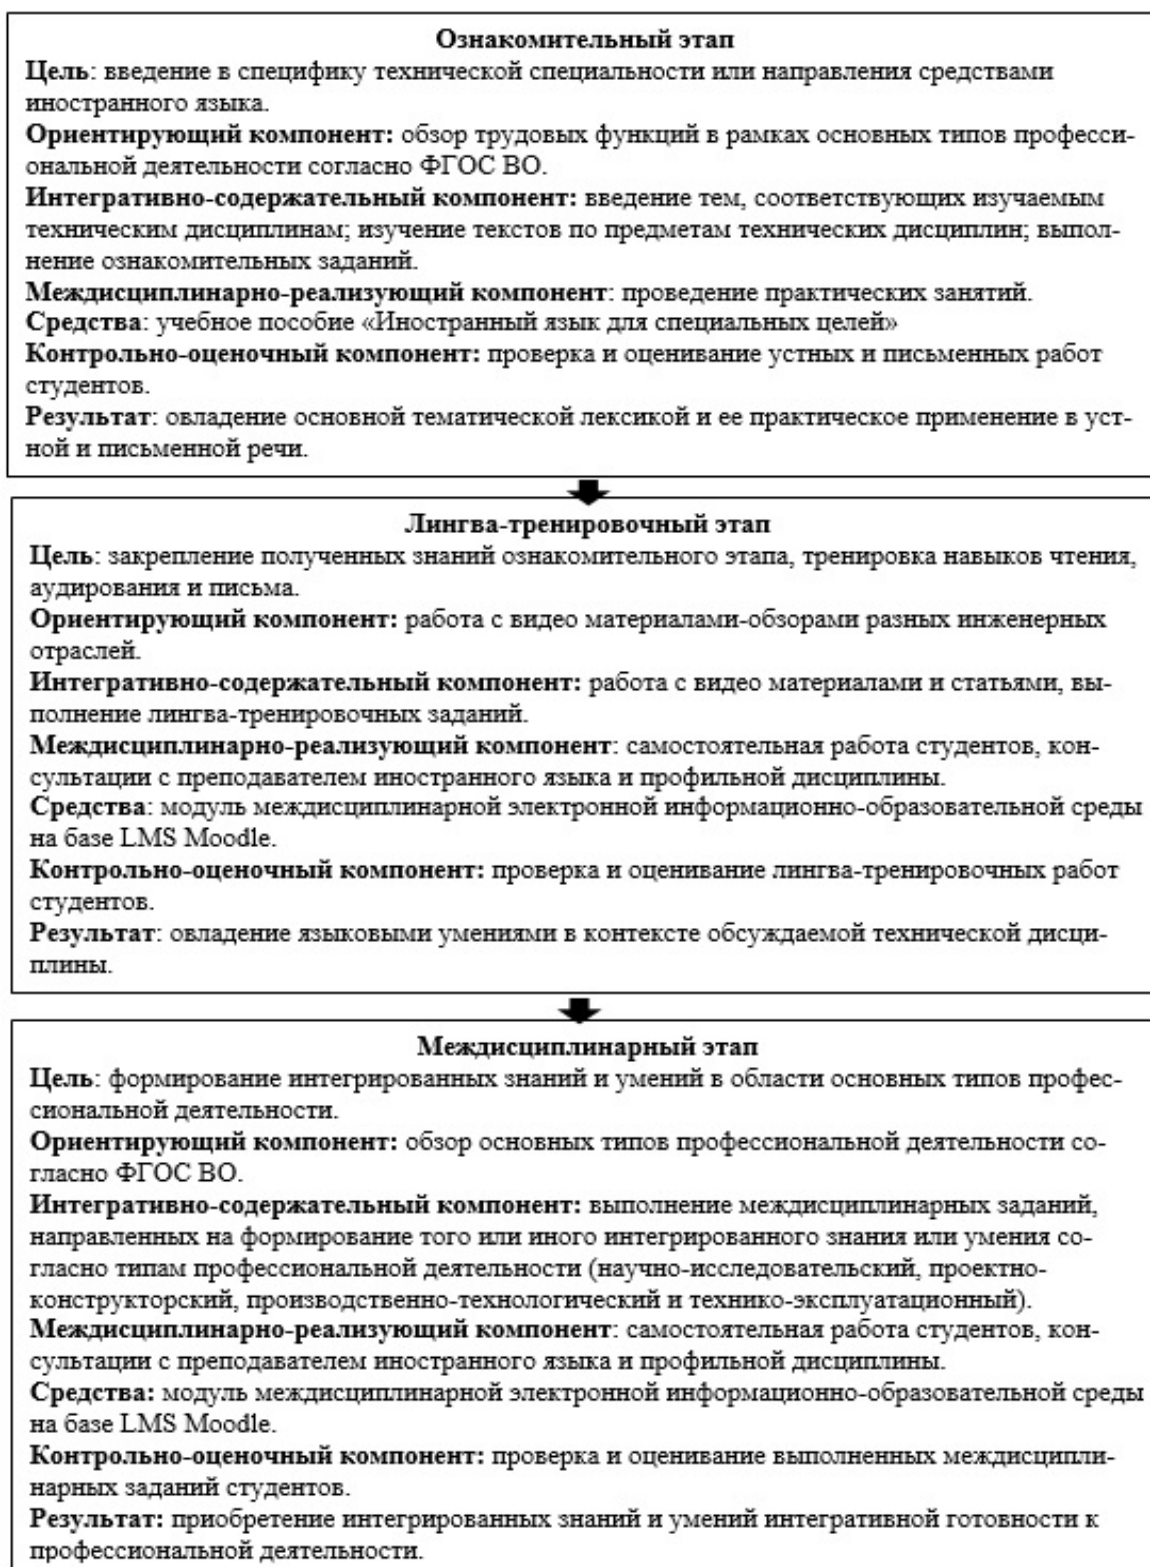 Ознакомительный этап
Цель: введение в специфику технической специальности или направления средствами
иностранного языка.
Ориентирующий компонент: обзор трудовых функций в рамках основных типов професси-
ональной деятельности согласно ФГОС ВО.
Интегративно-содержательный компонент: введение тем, соответствующих изучаемым
техническим дисциплинам; изучение текстов по предметам технических дисциплин; выпол-
нение ознакомительных заданий.
Междисциплинарно-реализующий компонент: проведение практических занятий.
Средства: учебное пособие «Иностранный язык для специальных целей»
Контрольно-оценочный компонент: проверка и оценивание устных и письменных работ
студентов.
Результат: овладение основной тематической лексикой и ее практическое применение в уст-
ной и письменной речи.
Лингва-тренировочный этап
Цель: закрепление полученных знаний ознакомительного этапа, тренировка навыков чтения,
аудирования и письма.
Ориентирующий компонент: работа с видео материалами-обзорами разных инженерных
отраслей.
Интегративно-содержательный компонент: работа с видео материалами и статьями, вы-
полнение лингва-тренировочных заданий.
Междисциплинарно-реализующий компонент: самостоятельная работа студентов, кон-
сультации с преподавателем иностранного языка и профильной дисциплины.
Средства: модуль междисциплинарной электронной информационно-образовательной среды
на базе LMS Moodle.
Контрольно-оценочный компонент: проверка и оценивание лингва-тренировочных работ
студентов.
Результат: овладение языковыми умениями в контексте обсуждаемой технической дисци-
плины.
Междисциплинарный этап
Цель: формирование интегрированных знаний и умений в области основных типов профес-
сиональной деятельности.
Ориентирующий компонент: обзор основных типов профессиональной деятельности со-
гласно ФГОС ВО.
Интегративно-содержательный компонент: выполнение междисциплинарных заданий,
направленных на формирование того или иного интегрированного знания или умения со-
гласно типам профессиональной деятельности (научно-исследовательский, проектно-
конструкторский, производственно-технологический и технико-эксплуатационный).
Междисциплинарно-реализующий компонент: самостоятельная работа студентов, кон-
сультации с преподавателем иностранного языка и профильной дисциплины.
Средства: модуль междисциплинарной электронной информационно-образовательной среды
на базе LMS Moodle.
Контрольно-оценочный компонент: проверка и оценивание выполненных междисципли-
нарных заданий студентов.
Результат: приобретение интегрированных знаний и умений интегративной готовности к
профессиональной деятельности.